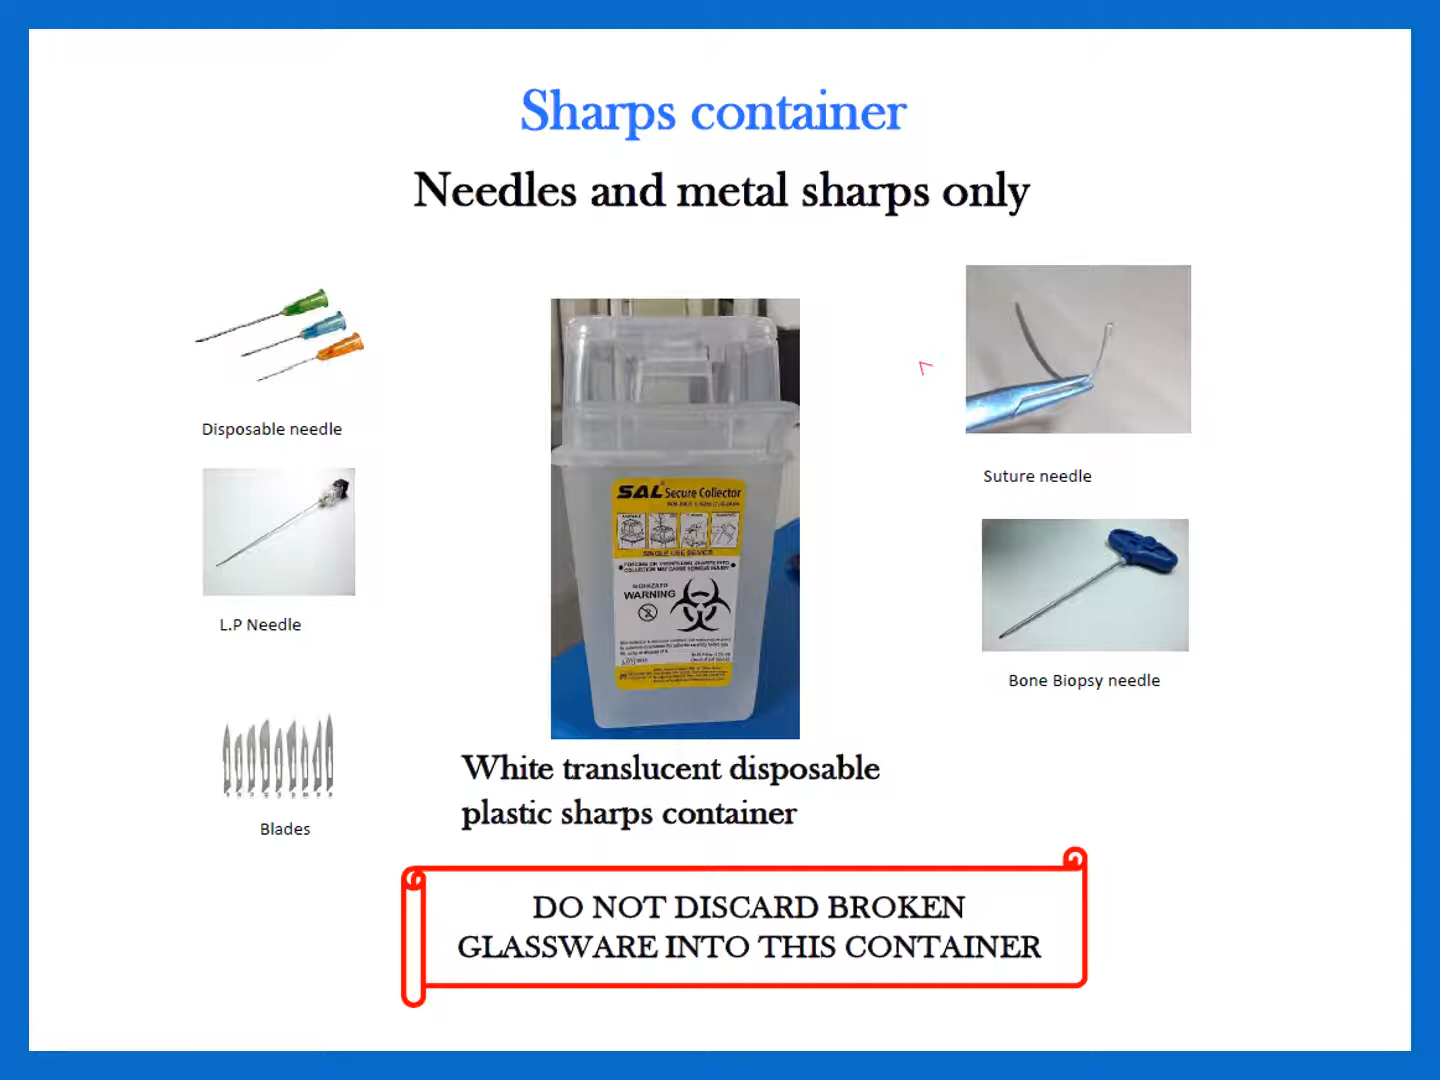 Sharps container
Needles and metal sharps only
Disposable needle
L.P Needle
Blades
SAL Secure Collector
SINGLE USE DEVICE
BIOHAZARD
WARNING
White translucent disposable
plastic sharps container
Suture needle
Bone Biopsy needle
DO NOT DISCARD BROKEN
GLASSWARE INTO THIS CONTAINER